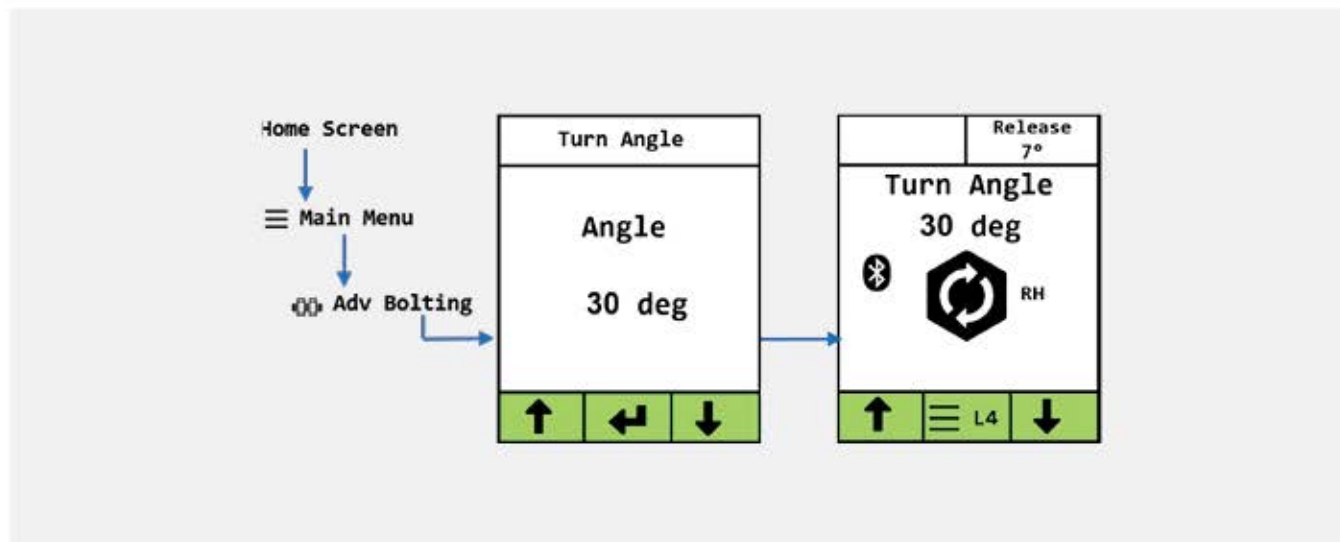 Home Screen
Main Menu
Adv Bolting
Turn Angle
Angle
30 deg
Release
7°
Turn Angle
30 deg
RH
L4